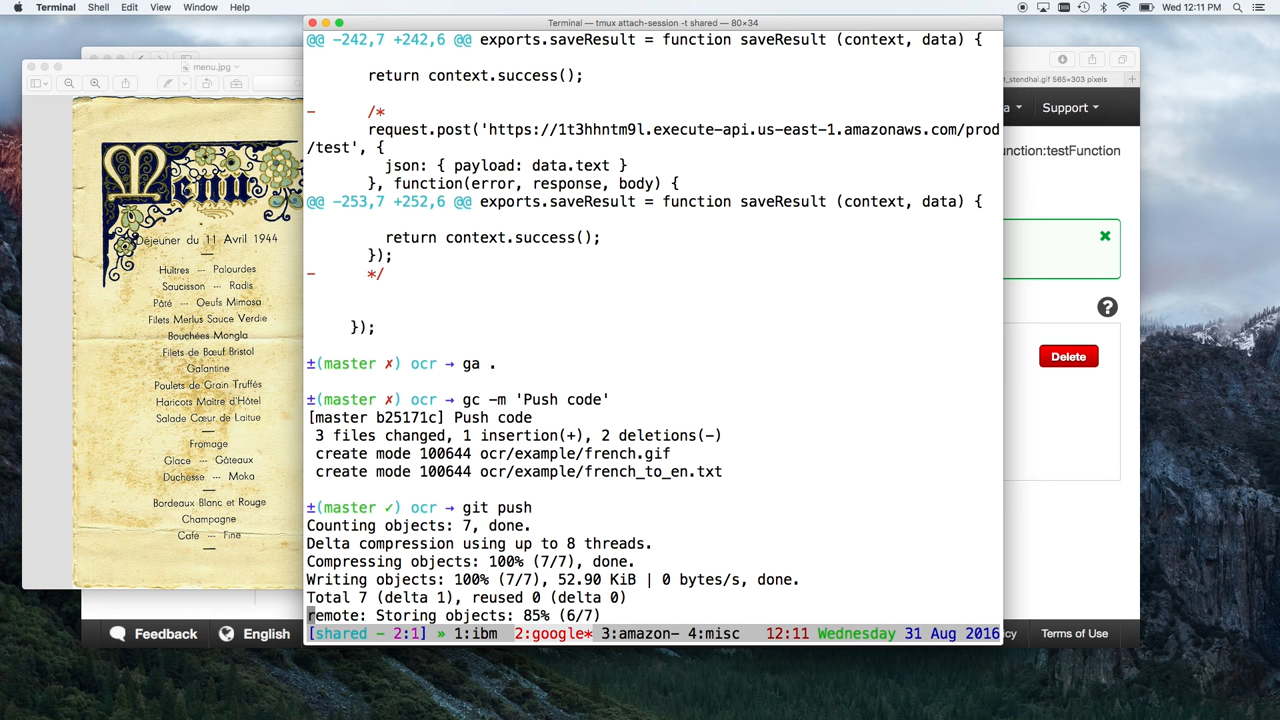 Terminal Shell Edit View Window Help
Wed 12:11 PM
Terminal — tmux attach-session -t shared — 80×34
menu.jpg
Menu
Déjeuner du 11 Avril 1944
Huîtres --- Palourdes
Saucisson --- Radis
Pâté --- Oeufs Mimosa
Filets Merlus Sauce Verdie
Bouchées Mongla
Filets de Bœuf Bristol
Galantine
Poulets de Grain Truffés
Haricots Maître d'Hôtel
Salade Cœur de Laitue
Fromage
Glace --- Gâteaux
Duchesse --- Moka
Bordeaux Blanc et Rouge
Champagne
Café --- Fine
@@ -242,7 +242,6 @@ exports.saveResult = function saveResult (context, data) {
return context.success();
- /*
request.post('https://1t3hhntm9l.execute-api.us-east-1.amazonaws.com/prod
/test', {
json: { payload: data.text }
}, function(error, response, body) {
@@ -253,7 +252,6 @@ exports.saveResult = function saveResult (context, data) {
return context.success();
});
- */
});
±(master ✗) ocr → ga .
±(master ✗) ocr → gc -m 'Push code'
[master b25171c] Push code
3 files changed, 1 insertion(+), 2 deletions(-)
create mode 100644 ocr/example/french.gif
create mode 100644 ocr/example/french_to_en.txt
±(master ✓) ocr → git push
Counting objects: 7, done.
Delta compression using up to 8 threads.
Compressing objects: 100% (7/7), done.
Writing objects: 100% (7/7), 52.90 KiB | 0 bytes/s, done.
Total 7 (delta 1), reused 0 (delta 0)
remote: Storing objects: 85% (6/7)
[shared - 2:1] » 1:ibm 2:google* 3:amazon- 4:misc 12:11 Wednesday 31 Aug 2016
t_stendhal.gif 565×303 pixels
a Support
unction:testFunction
Delete
Feedback English
cy Terms of Use